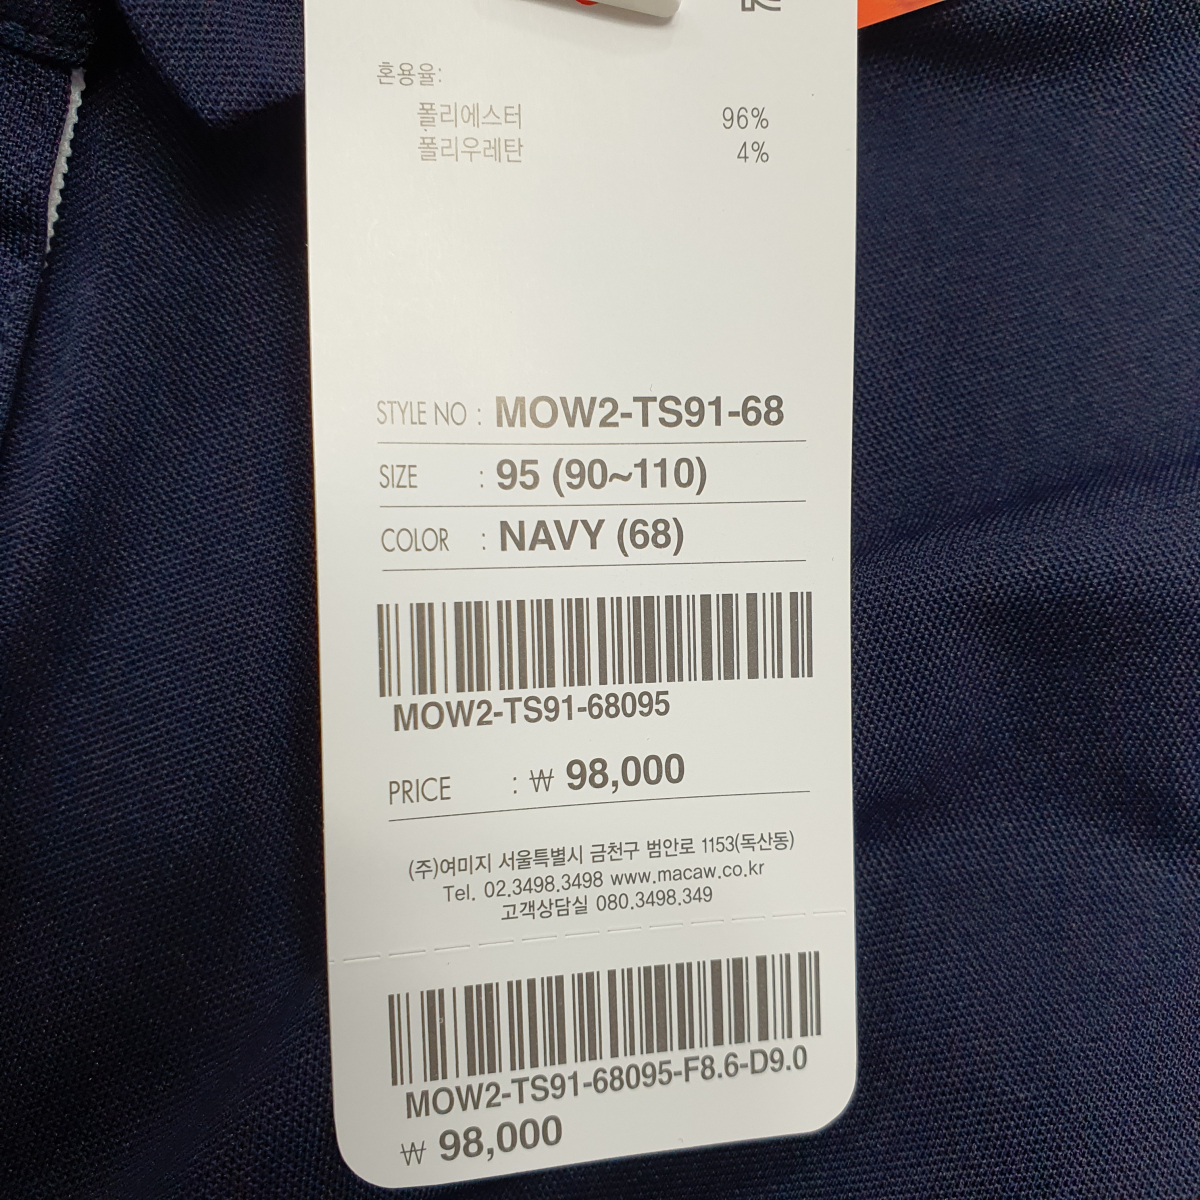 혼용율:
폴리에스터 96%
폴리우레탄 4%
STYLE NO : MOW2-TS91-68
SIZE : 95 (90~110)
COLOR : NAVY (68)
MOW2-TS91-68095
PRICE : ₩ 98,000
(주)여미지 서울특별시 금천구 범안로 1153(독산동)
Tel. 02.3498.3498 www.macaw.co.kr
고객상담실 080.3498.349
MOW2-TS91-68095-F8.6-D9.0
₩ 98,000